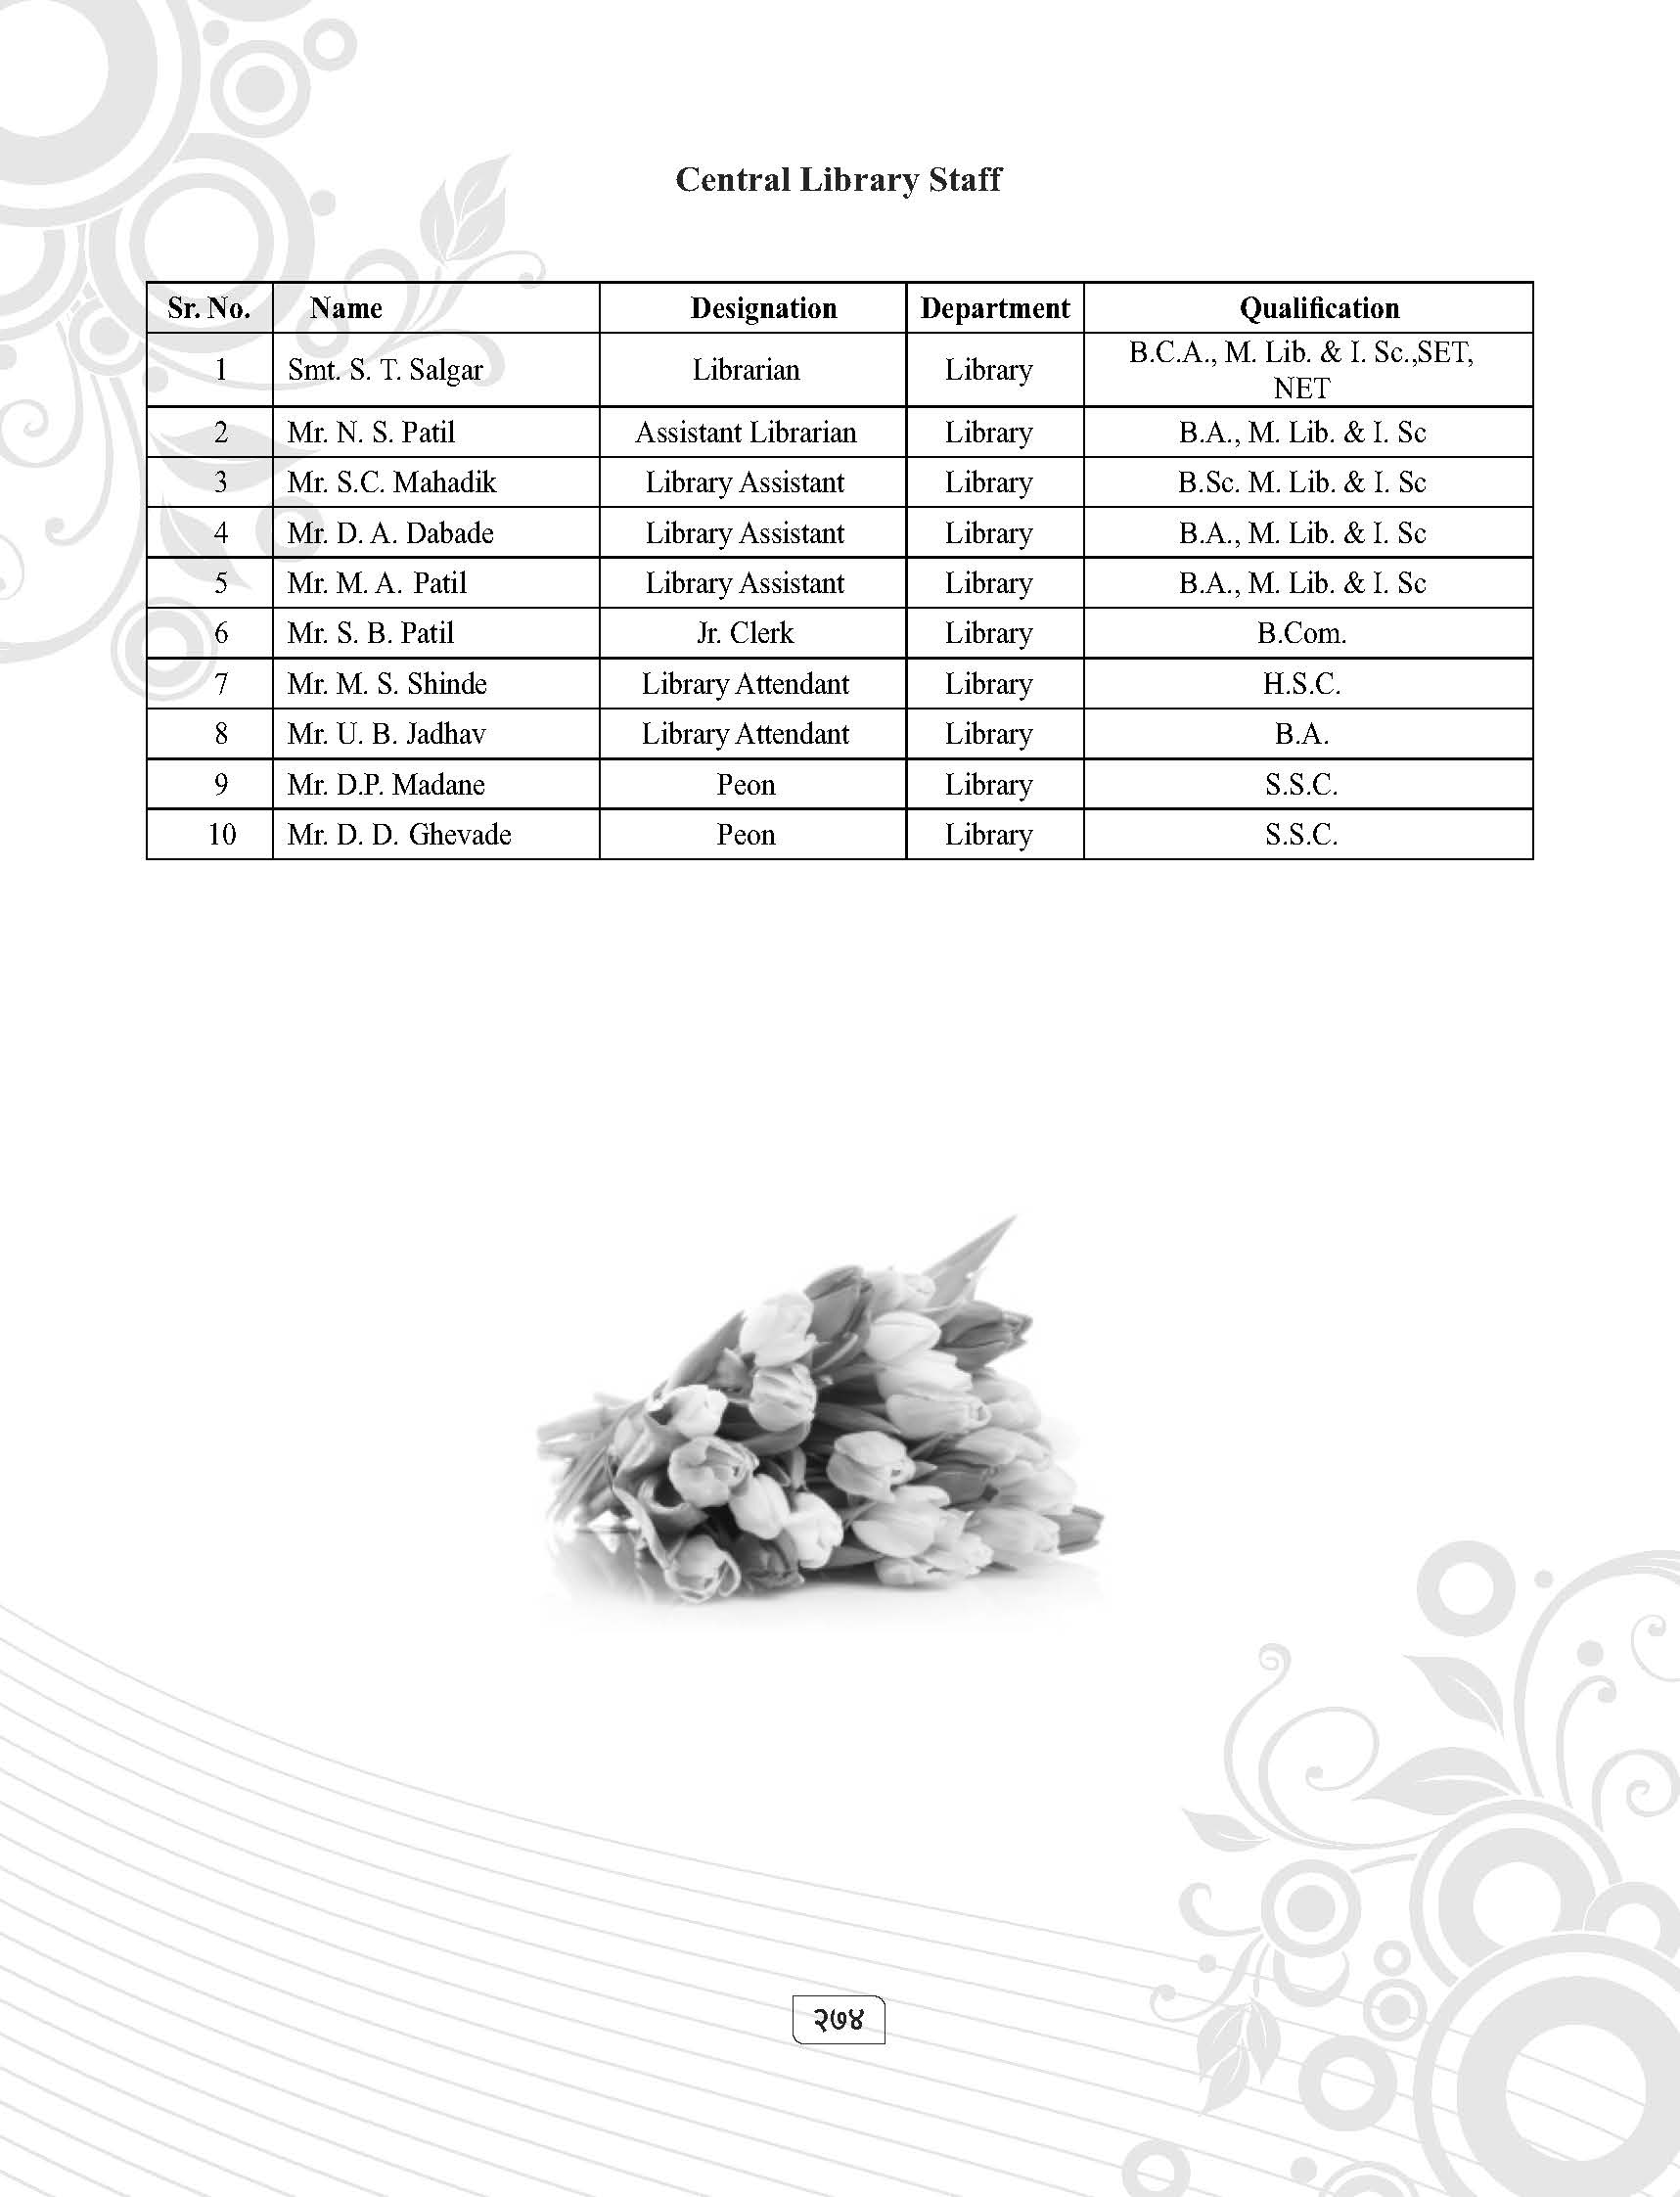 Central Library Staff
Sr. No. Name Designation Department Qualification
1 Smt. S. T. Salgar Librarian Library B.C.A., M. Lib. & I. Sc.,SET,
NET
2 Mr. N. S. Patil Assistant Librarian Library B.A., M. Lib. & I. Sc
3 Mr. S.C. Mahadik Library Assistant Library B.Sc. M. Lib. & I. Sc
4 Mr. D. A. Dabade Library Assistant Library B.A., M. Lib. & I. Sc
5 Mr. M. A. Patil Library Assistant Library B.A., M. Lib. & I. Sc
6 Mr. S. B. Patil Jr. Clerk Library B.Com.
7 Mr. M. S. Shinde Library Attendant Library H.S.C.
8 Mr. U. B. Jadhav Library Attendant Library B.A.
9 Mr. D.P. Madane Peon Library S.S.C.
10 Mr. D. D. Ghevade Peon Library S.S.C.
२७४